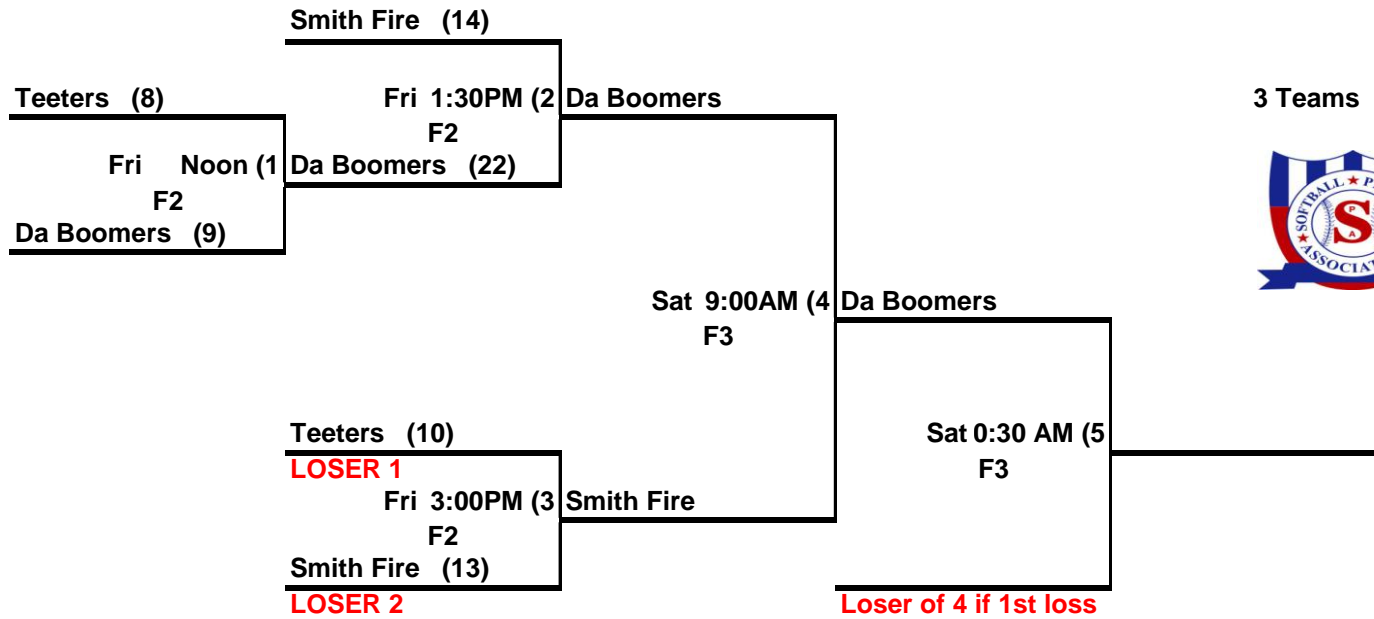 Smith Fire (14)
Teeters (8)
Fri 1:30PM (2
Da Boomers
3 Teams
F2
Fri Noon (1
Da Boomers (22)
F2
Da Boomers (9)
SOFTBALL ★ P
S
P
A
★ ASSOCIAT
Sat 9:00AM (4
Da Boomers
F3
Teeters (10)
Sat 0:30 AM (5
LOSER 1
F3
Fri 3:00PM (3
Smith Fire
F2
Smith Fire (13)
LOSER 2
Loser of 4 if 1st loss